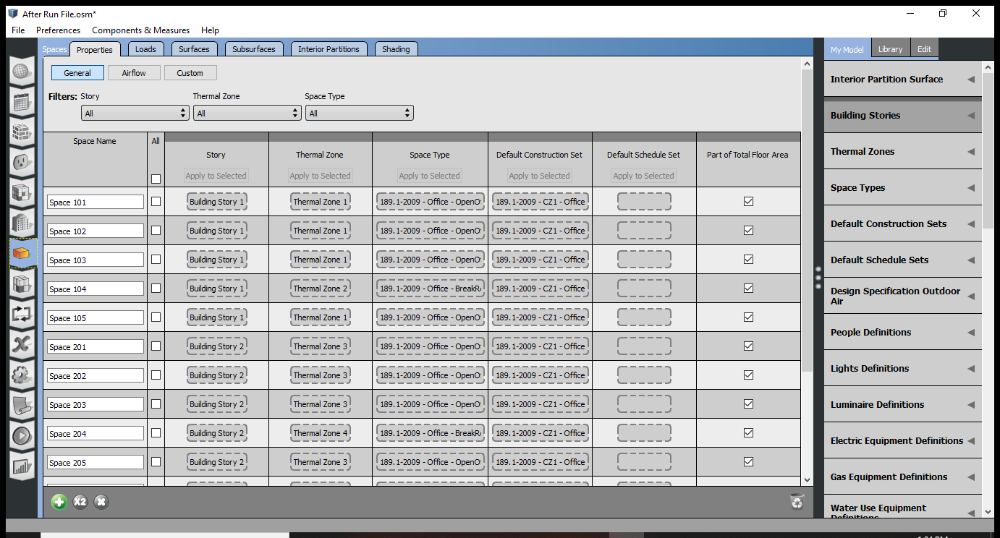 After Run File.osm*
File Preferences Components & Measures Help
Spaces Properties Loads Surfaces Subsurfaces Interior Partitions Shading
My Model Library Edit
General Airflow Custom
Filters: Story Thermal Zone Space Type
All All All
Space Name All
Story Thermal Zone Space Type Default Construction Set Default Schedule Set Part of Total Floor Area
Apply to Selected Apply to Selected Apply to Selected Apply to Selected Apply to Selected
Space 101 Building Story 1 Thermal Zone 1 189.1-2009 - Office - OpenO 189.1-2009 - CZ1 - Office
Space 102 Building Story 1 Thermal Zone 1 189.1-2009 - Office - OpenO 189.1-2009 - CZ1 - Office
Space 103 Building Story 1 Thermal Zone 1 189.1-2009 - Office - OpenO 189.1-2009 - CZ1 - Office
Space 104 Building Story 1 Thermal Zone 2 189.1-2009 - Office - BreakR 189.1-2009 - CZ1 - Office
Space 105 Building Story 1 Thermal Zone 1 189.1-2009 - Office - OpenO 189.1-2009 - CZ1 - Office
Space 201 Building Story 2 Thermal Zone 3 189.1-2009 - Office - OpenO 189.1-2009 - CZ1 - Office
Space 202 Building Story 2 Thermal Zone 3 189.1-2009 - Office - OpenO 189.1-2009 - CZ1 - Office
Space 203 Building Story 2 Thermal Zone 3 189.1-2009 - Office - OpenO 189.1-2009 - CZ1 - Office
Space 204 Building Story 2 Thermal Zone 4 189.1-2009 - Office - BreakR 189.1-2009 - CZ1 - Office
Space 205 Building Story 2 Thermal Zone 3 189.1-2009 - Office - OpenO 189.1-2009 - CZ1 - Office
X2
Interior Partition Surface
Building Stories
Thermal Zones
Space Types
Default Construction Sets
Default Schedule Sets
Design Specification Outdoor
Air
People Definitions
Lights Definitions
Luminaire Definitions
Electric Equipment Definitions
Gas Equipment Definitions
Water Use Equipment
Definitions